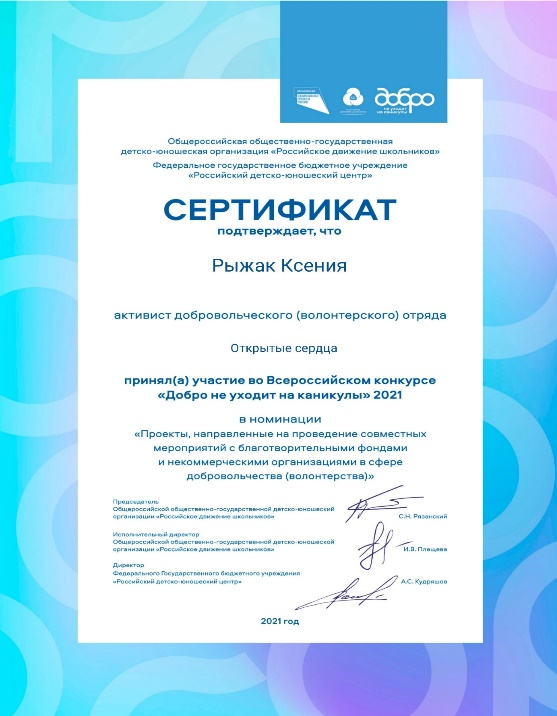 добро
не уходит
на каникулы
Общероссийская общественно-государственная
детско-юношеская организация «Российское движение школьников»
Федеральное государственное бюджетное учреждение
«Российский детско-юношеский центр»
СЕРТИФИКАТ
подтверждает, что
Рыжак Ксения
активист добровольческого (волонтерского) отряда
Открытые сердца
принял(а) участие во Всероссийском конкурсе
«Добро не уходит на каникулы» 2021
в номинации
«Проекты, направленные на проведение совместных
мероприятий с благотворительными фондами
и некоммерческими организациями в сфере
добровольчества (волонтерства)»
Председатель
Общероссийской общественно-государственной детско-юношеской
организации «Российское движение школьников»
С.Н. Рязанский
Исполнительный директор
Общероссийской общественно-государственной детско-юношеской
организации «Российское движение школьников»
И.В. Плещева
Директор
Федерального Государственного бюджетного учреждения
«Российский детско-юношеский центр»
А.С. Кудряшов
2021 год